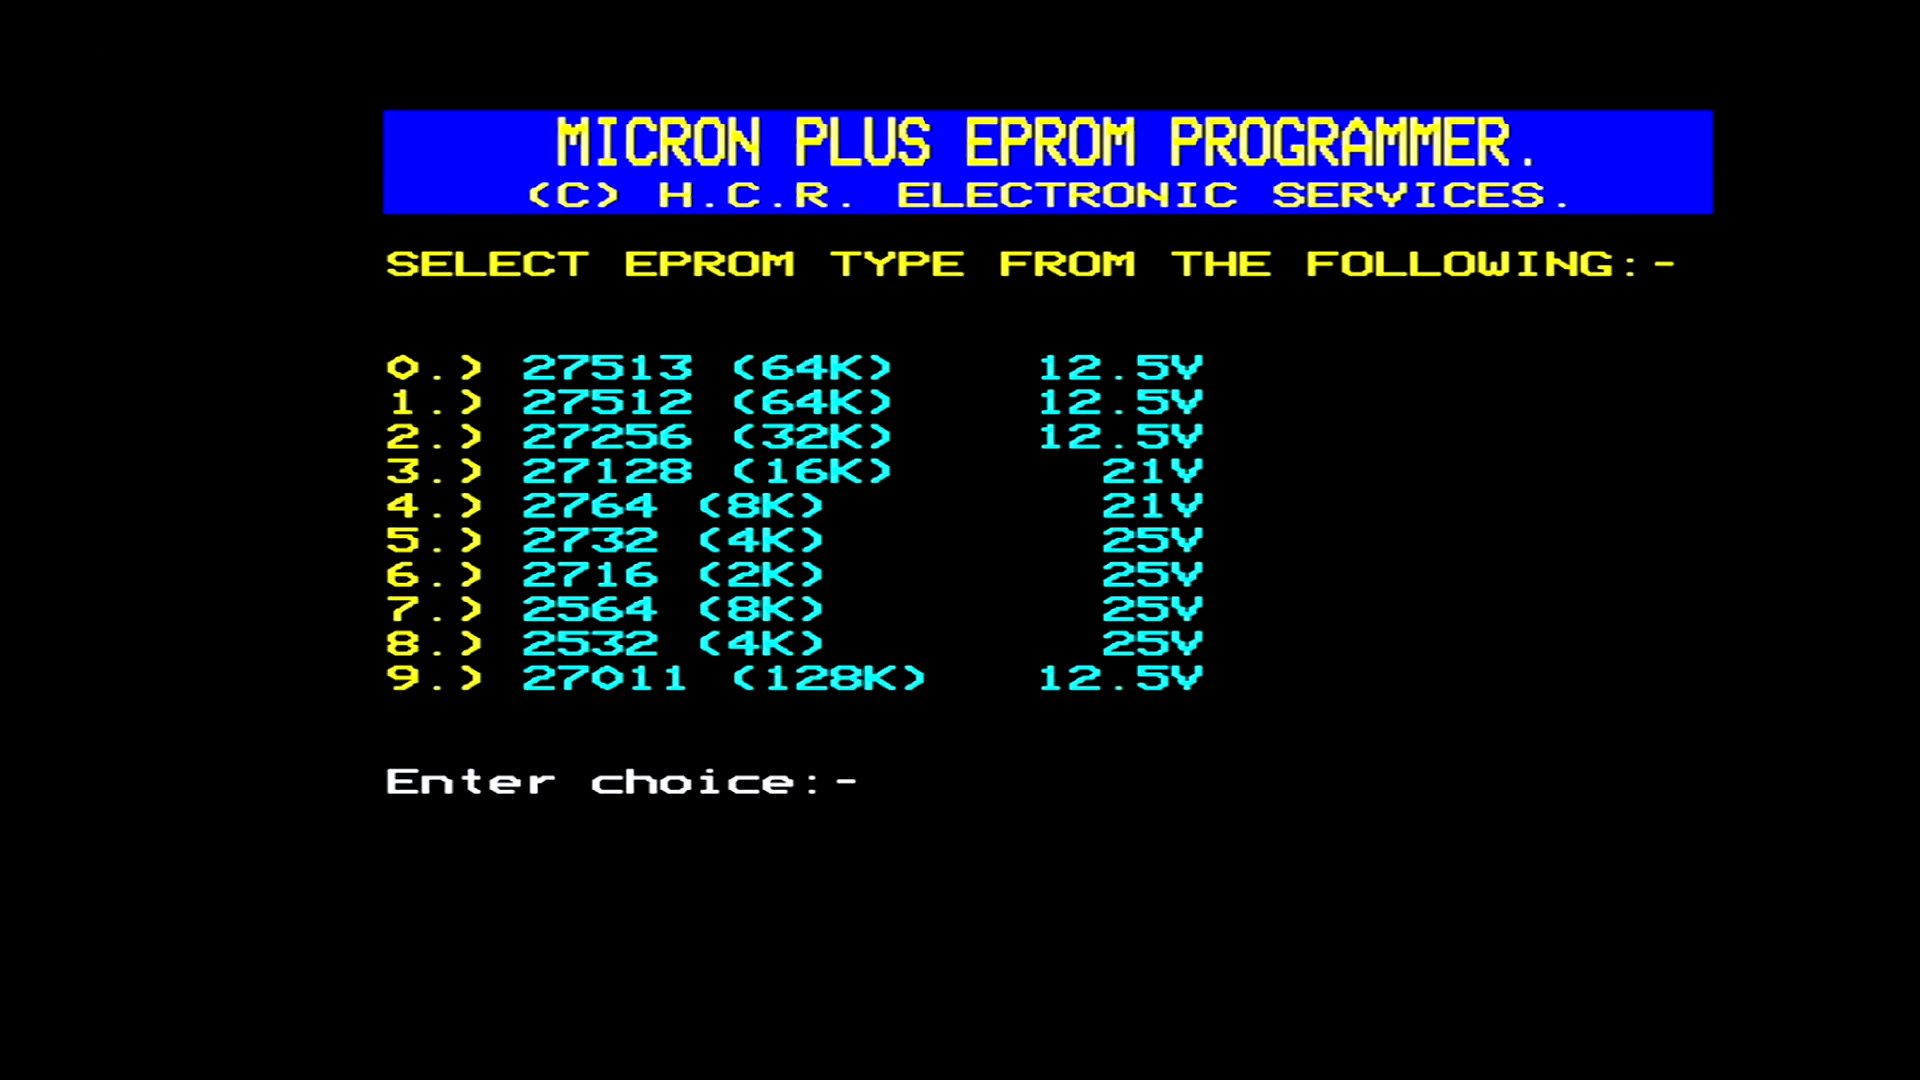 MICRON PLUS EPROM PROGRAMMER.
(C) H.C.R. ELECTRONIC SERVICES.
SELECT EPROM TYPE FROM THE FOLLOWING:-
0.) 27513 (64K) 12.5V
1.) 27512 (64K) 12.5V
2.) 27256 (32K) 12.5V
3.) 27128 (16K) 21V
4.) 2764 (8K) 21V
5.) 2732 (4K) 25V
6.) 2716 (2K) 25V
7.) 2564 (8K) 25V
8.) 2532 (4K) 25V
9.) 27011 (128K) 12.5V
Enter choice:-